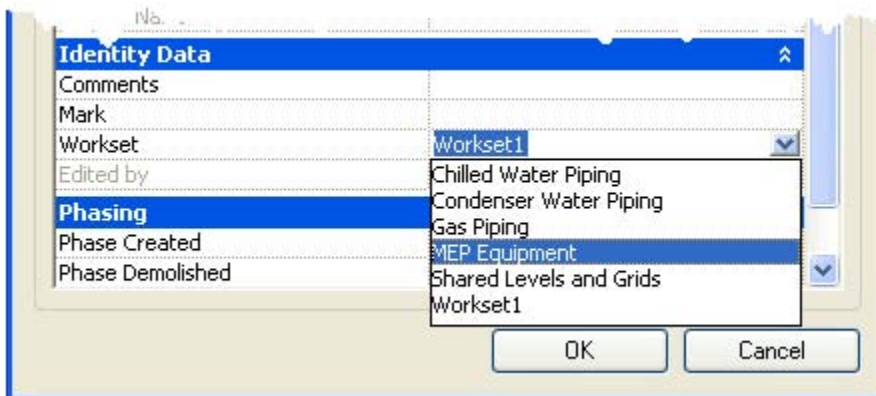 Identity Data
Comments
Mark
Workset Workset1
Edited by
Chilled Water Piping
Condenser Water Piping
Gas Piping
MEP Equipment
Shared Levels and Grids
Workset1
Phasing
Phase Created
Phase Demolished
OK Cancel